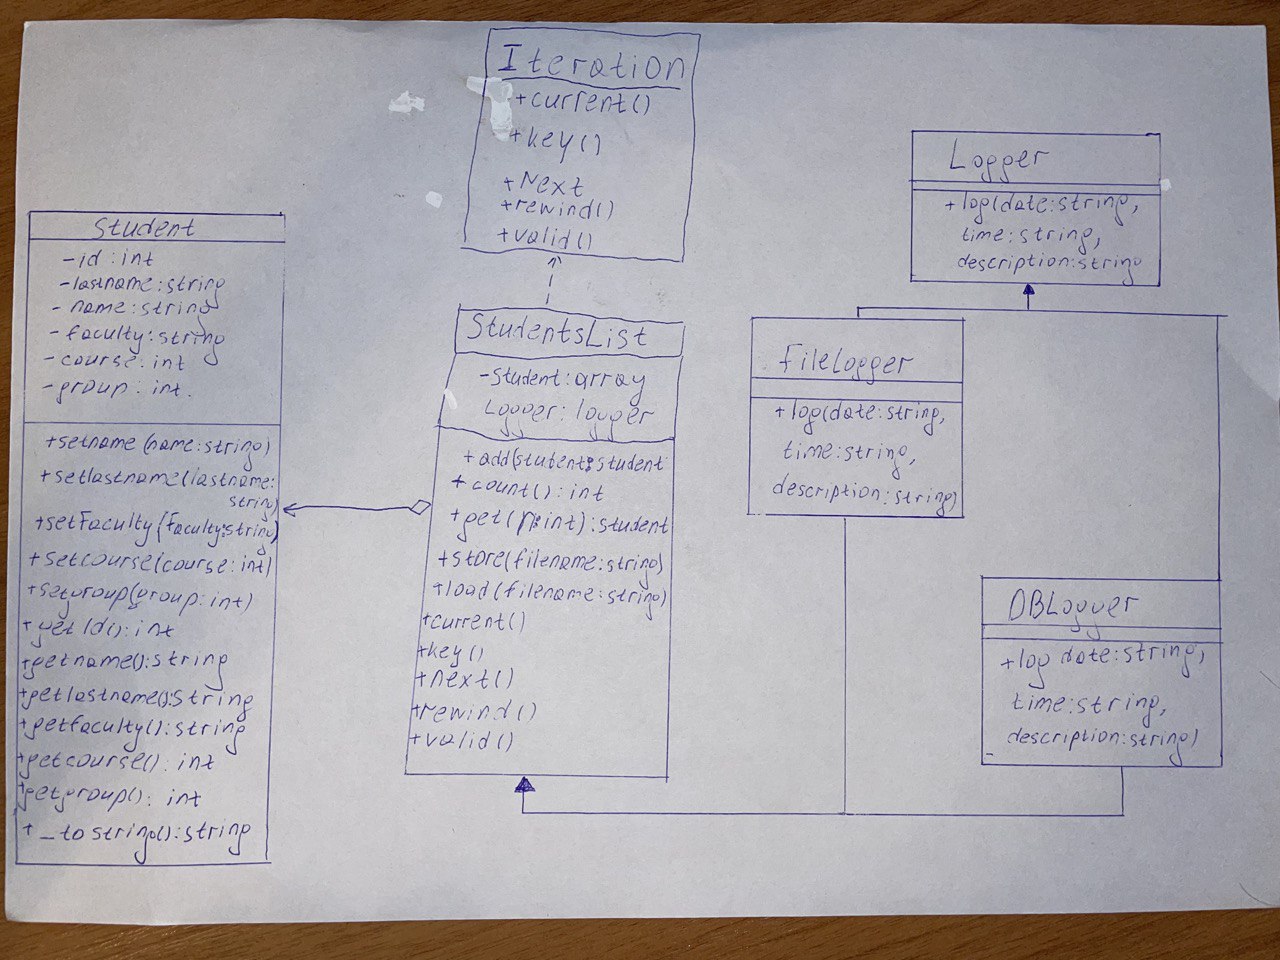 Iteration
+current()
+key()
+Next
+rewind()
+valid()
Student
-id:int
-lastname:string
-name:string
-faculty:string
-course:int
-group:int.
+setname(name:string)
+setlastname(lastname:
string)
+setFaculty(faculty:string)
+setcourse(course:int)
+setgroup(group:int)
+getId():int
+getname():string
+getlastname():string
+getfaculty():string
+getcourse():int
+getgroup():int
+_tostring():string
StudentsList
-Student:array
Logger:logger
+add(student:student
+count():int
+get(n:int):student
+store(filename:string)
+load(filename:string)
+current()
+key()
+next()
+rewind()
+valid()
Logger
+log(date:string,
time:string,
description:string
FileLogger
+log(date:string,
time:string,
description:string)
DBLogger
+log date:string,
time:string,
description:string)